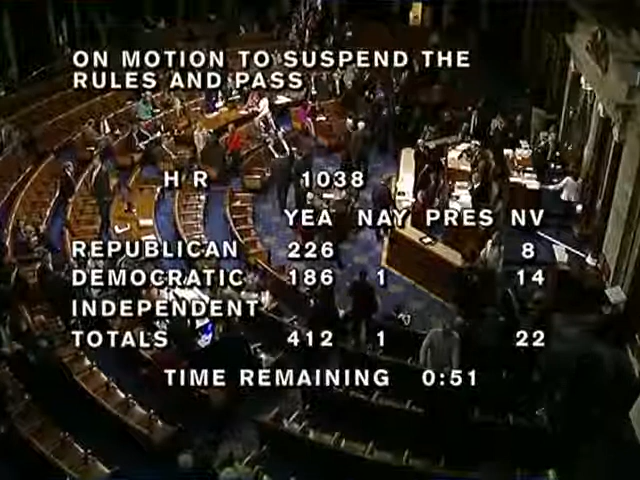 ON MOTION TO SUSPEND THE
RULES AND PASS
H R 1038
YEA NAY PRES NV
REPUBLICAN 226 8
DEMOCRATIC 186 1 14
INDEPENDENT
TOTALS 412 1 22
TIME REMAINING 0:51